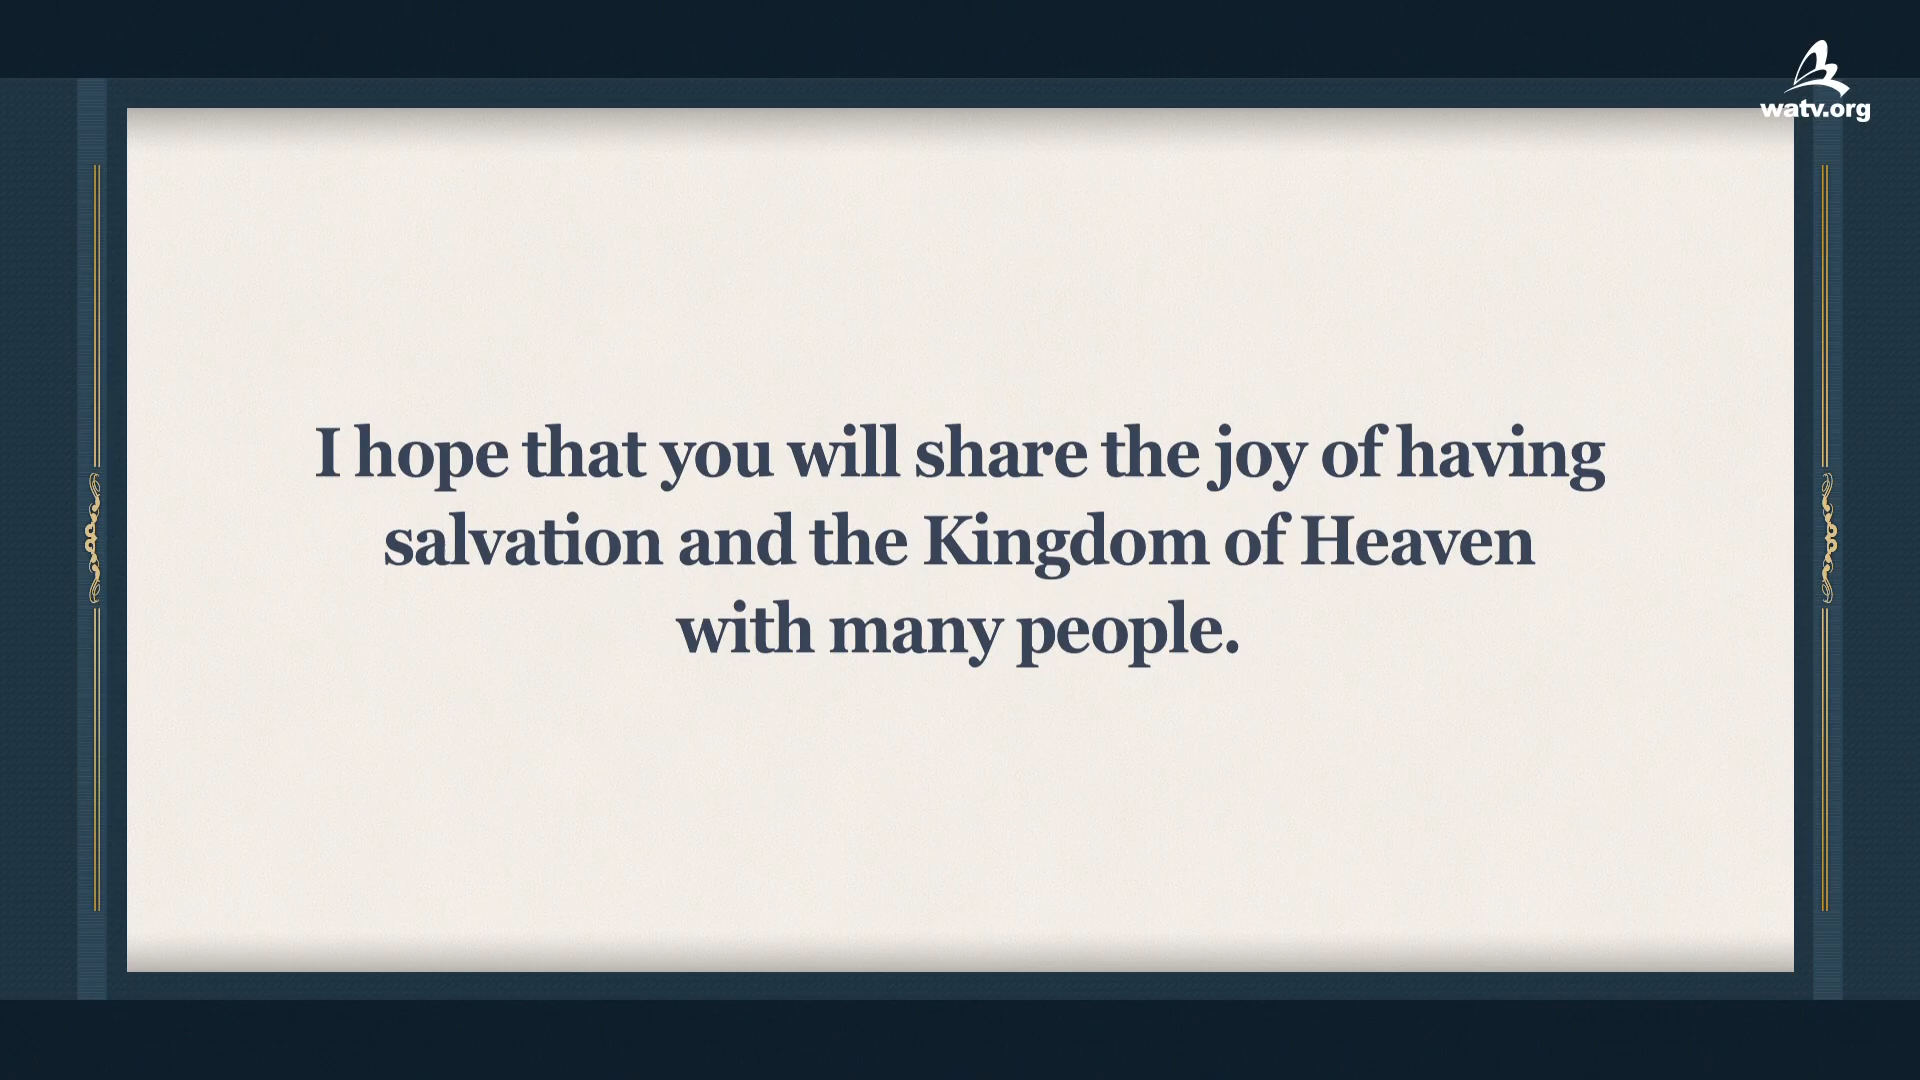 watv.org
I hope that you will share the joy of having
salvation and the Kingdom of Heaven
with many people.